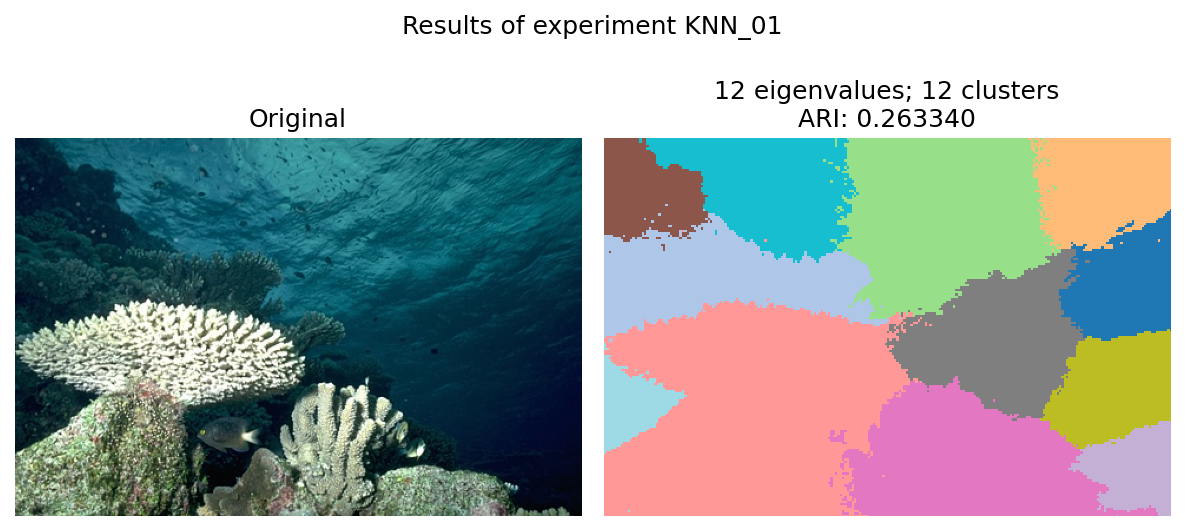 Results of experiment KNN_01
Original
12 eigenvalues; 12 clusters
ARI: 0.263340